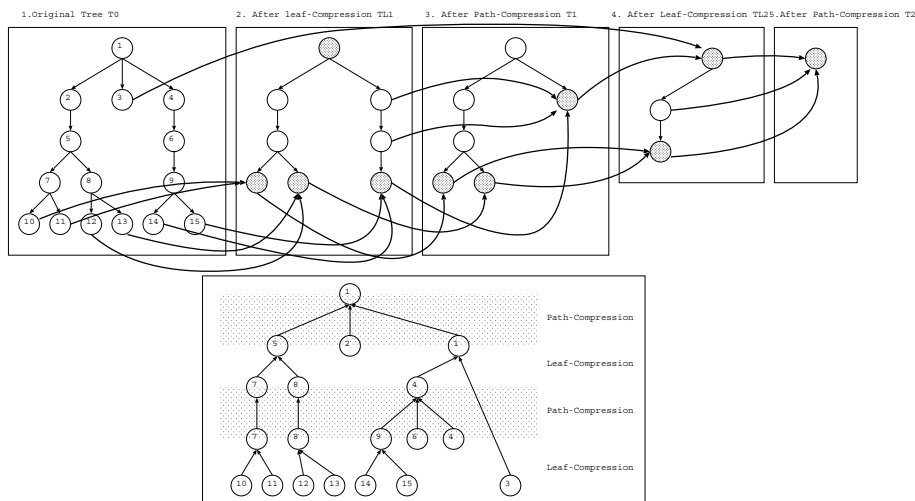 1.Original Tree T0
2. After leaf-Compression TL1
3. After Path-Compression T1
4. After Leaf-Compression TL2
5.After Path-Compression T2
1
2 3 4
5 6
7 8 9
10 11 12 13 14 15
1
Path-Compression
5 2 1
Leaf-Compression
7 8 4
Path-Compression
7 8 9 6 4
Leaf-Compression
10 11 12 13 14 15 3